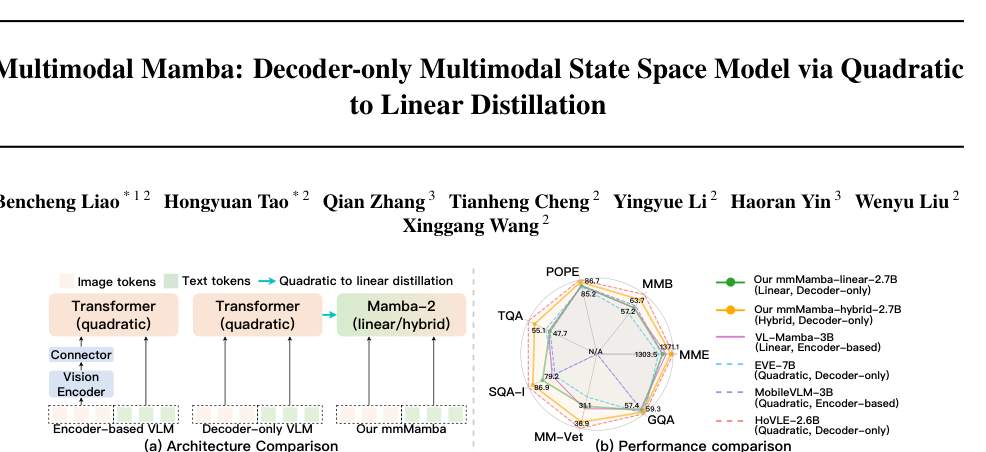 Multimodal Mamba: Decoder-only Multimodal State Space Model via Quadratic
to Linear Distillation
Bencheng Liao * 1 2 Hongyuan Tao * 2 Qian Zhang 3 Tianheng Cheng 2 Yingyue Li 2 Haoran Yin 3 Wenyu Liu 2
Xinggang Wang 2
Image tokens Text tokens Quadratic to linear distillation
Transformer
(quadratic)
Transformer
(quadratic)
Mamba-2
(linear/hybrid)
Connector
Vision
Encoder
Encoder-based VLM Decoder-only VLM Our mmMamba
(a) Architecture Comparison
POPE
86.7
85.2
MMB
63.7
57.2
TQA
55.1
47.7
N/A
1303.5
1371.1
MME
79.2
86.9
SQA-I
31.1
36.9
MM-Vet
57.4
59.3
GQA
Our mmMamba-linear-2.7B
(Linear, Decoder-only)
Our mmMamba-hybrid-2.7B
(Hybrid, Decoder-only)
VL-Mamba-3B
(Linear, Encoder-based)
EVE-7B
(Quadratic, Decoder-only)
MobileVLM-3B
(Quadratic, Encoder-based)
HoVLE-2.6B
(Quadratic, Decoder-only)
(b) Performance comparison